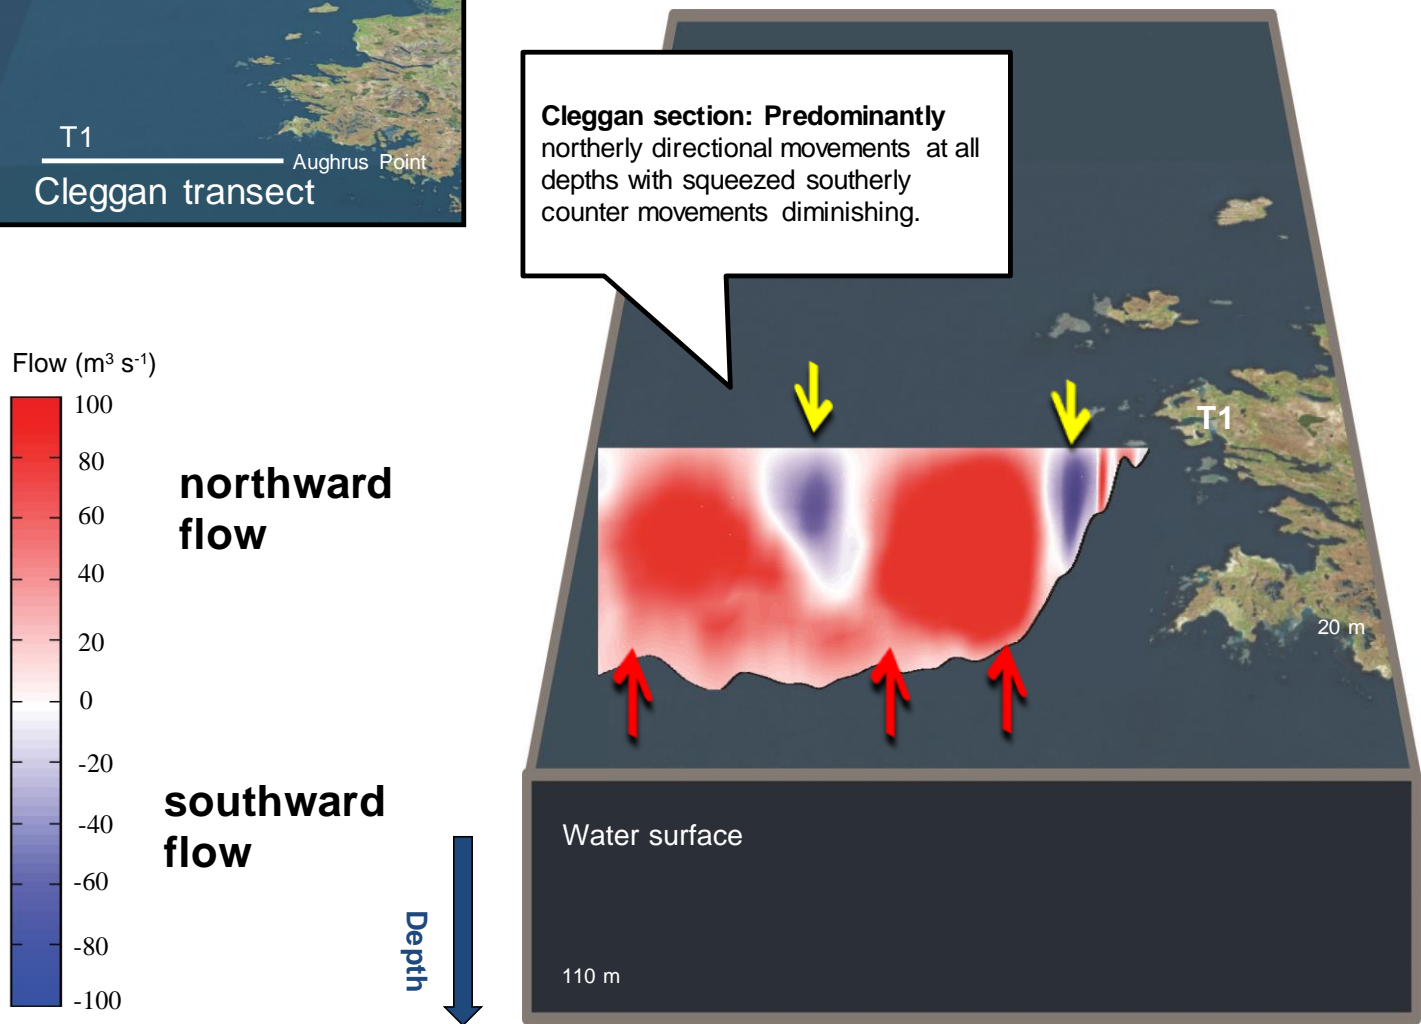 T1
Aughrus Point
Cleggan transect
Cleggan section: Predominantly
northerly directional movements at all
depths with squeezed southerly
counter movements diminishing.
T1
20 m
Flow (m³ s⁻¹)
100
80
60
40
20
0
-20
-40
-60
-80
-100
northward
flow
southward
flow
Depth
Water surface
110 m